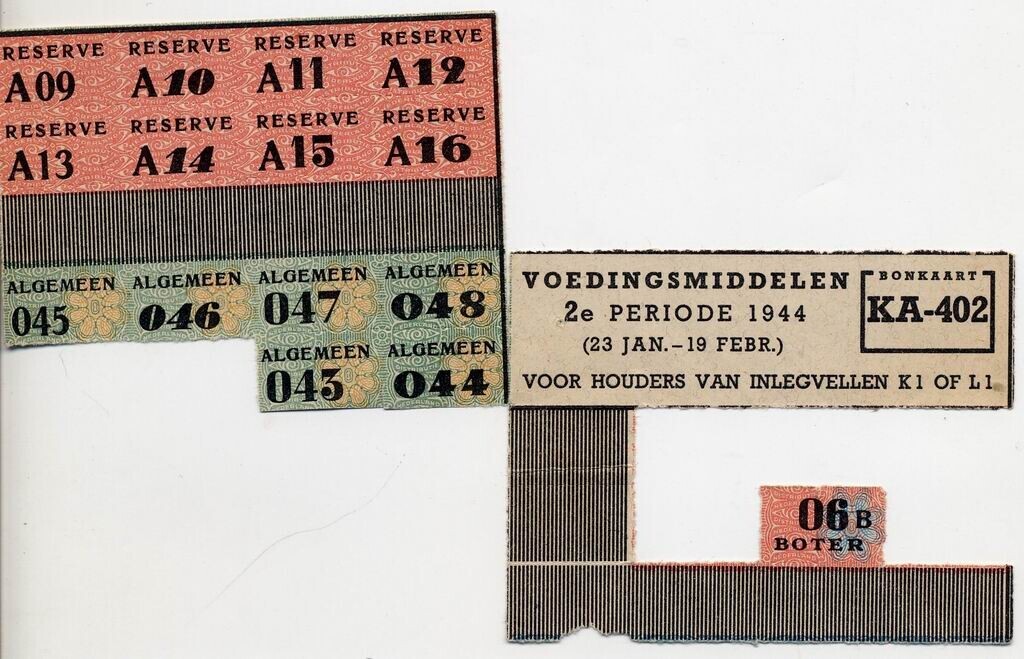 RESERVE RESERVE RESERVE RESERVE
A09 A10 A11 A12
RESERVE RESERVE RESERVE RESERVE
A13 A14 A15 A16
ALGEMEEN ALGEMEEN ALGEMEEN ALGEMEEN
045 046 047 048
ALGEMEEN ALGEMEEN
043 044
VOEDINGSMIDDELEN
2e PERIODE 1944
(23 JAN.-19 FEBR.)
VOOR HOUDERS VAN INLEGVELLEN K1 OF L1
BONKAART
KA-402
06 B
BOTER